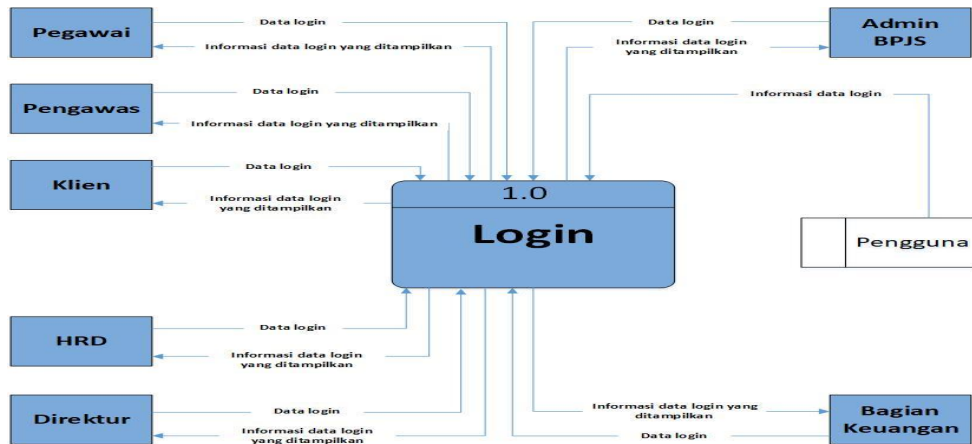 Pegawai
Data login
Informasi data login yang ditampilkan
Data login
Informasi data login
yang ditampilkan
Admin
BPJS
Pengawas
Data login
Informasi data login yang ditampilkan
Informasi data login
Klien
Data login
Informasi data login
yang ditampilkan
1.0
Login
Pengguna
HRD
Data login
Informasi data login
yang ditampilkan
Direktur
Data login
Informasi data login
yang ditampilkan
Informasi data login yang
ditampilkan
Data login
Bagian
Keuangan